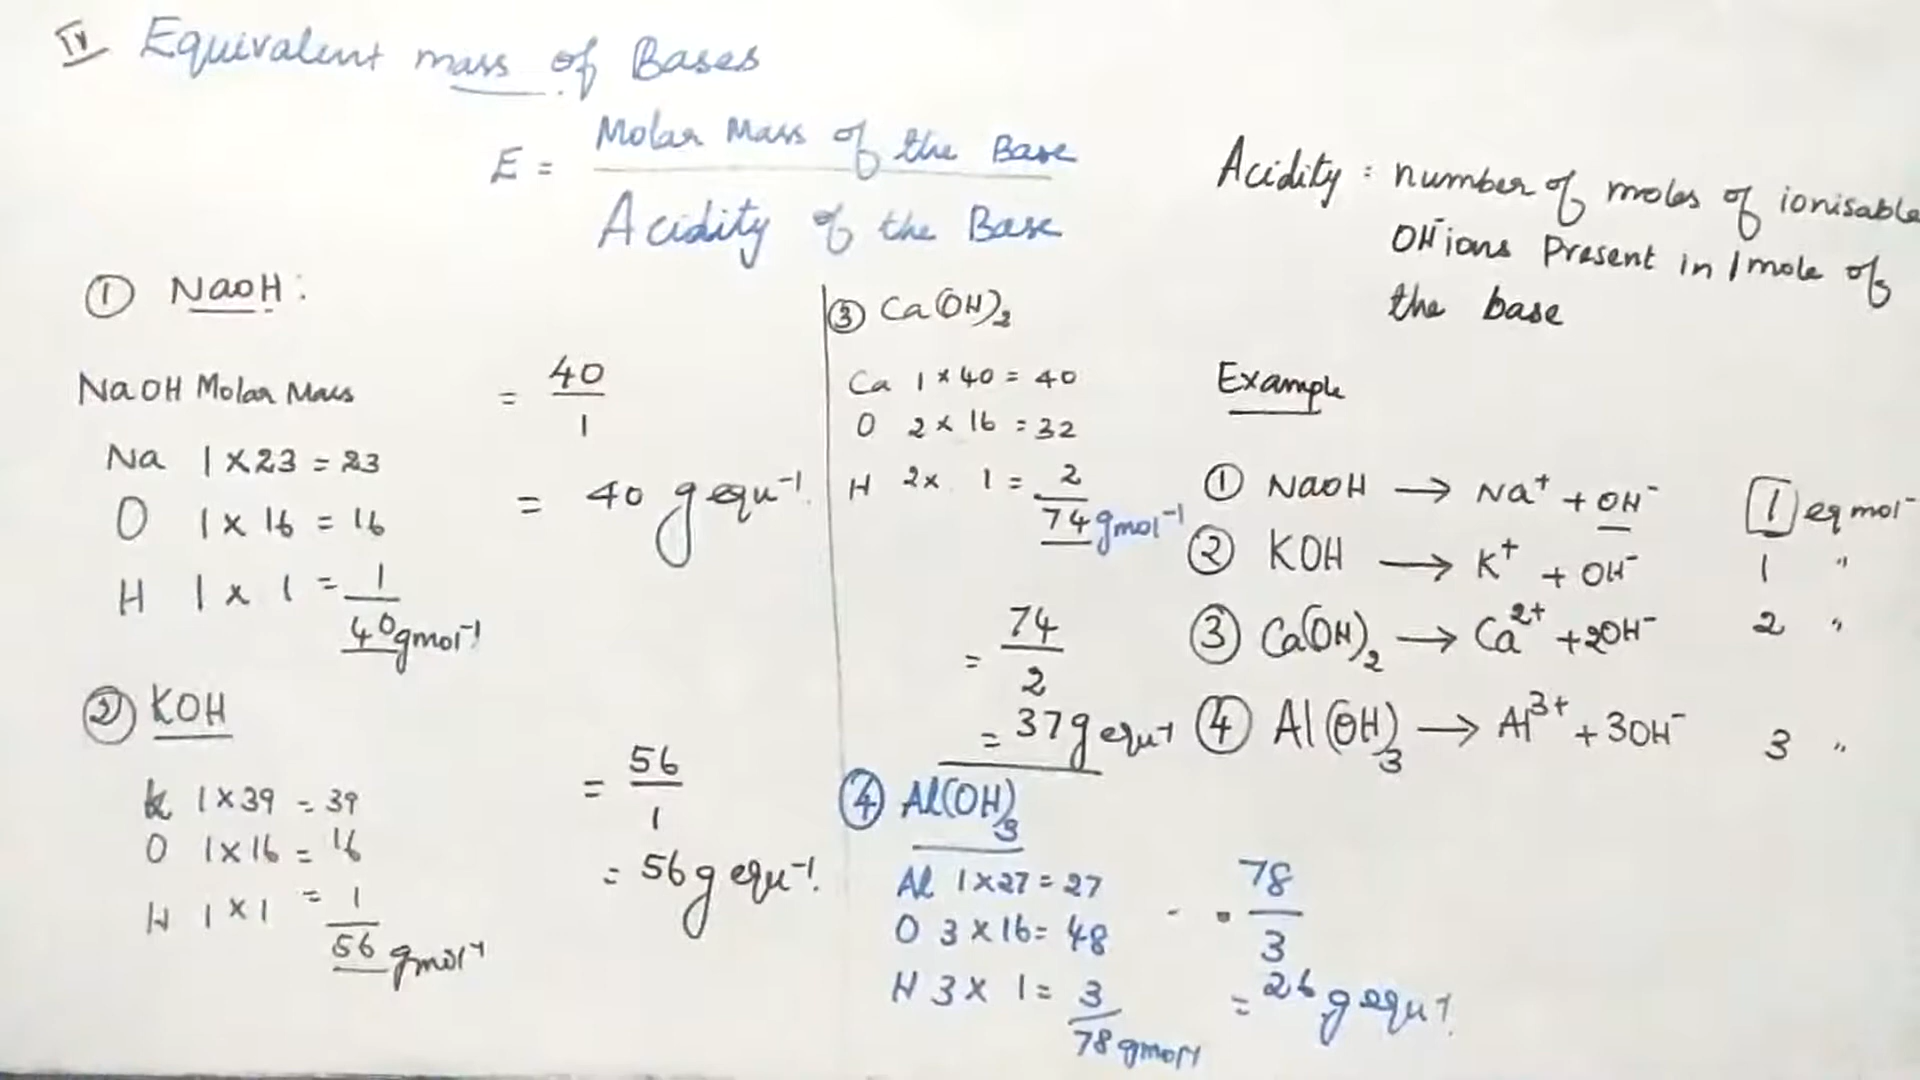 IV Equivalent mass of Bases
E = Molar Mass of the Base
Acidity of the Base
① NaOH:
NaOH Molar Mass
Na 1 x 23 = 23
O 1 x 16 = 16
H 1 x 1 = 1
40 gmol⁻¹
= 40
1
= 40 g equ⁻¹.
② KOH
K 1 x 39 = 39
O 1 x 16 = 16
H 1 x 1 = 1
56 gmol⁻¹
= 56
1
= 56 g equ⁻¹.
③ Ca(OH)₂
Ca 1 x 40 = 40
O 2 x 16 = 32
H 2 x 1 = 2
74 gmol⁻¹
= 74
2
= 37g equ⁻¹
④ Al(OH)₃
Al 1 x 27 = 27
O 3 x 16 = 48
H 3 x 1 = 3
78 gmol⁻¹
= 78
3
= 26 g equ⁻¹.
Acidity : number of moles of ionisable
OH⁻ ions Present in 1 mole of
the base
Example
① NaOH → Na⁺ + OH⁻ 1 eq mol⁻
② KOH → K⁺ + OH⁻ 1 "
③ Ca(OH)₂ → Ca²⁺ + 2OH⁻ 2 "
④ Al(OH)₃ → Al³⁺ + 3OH⁻ 3 "